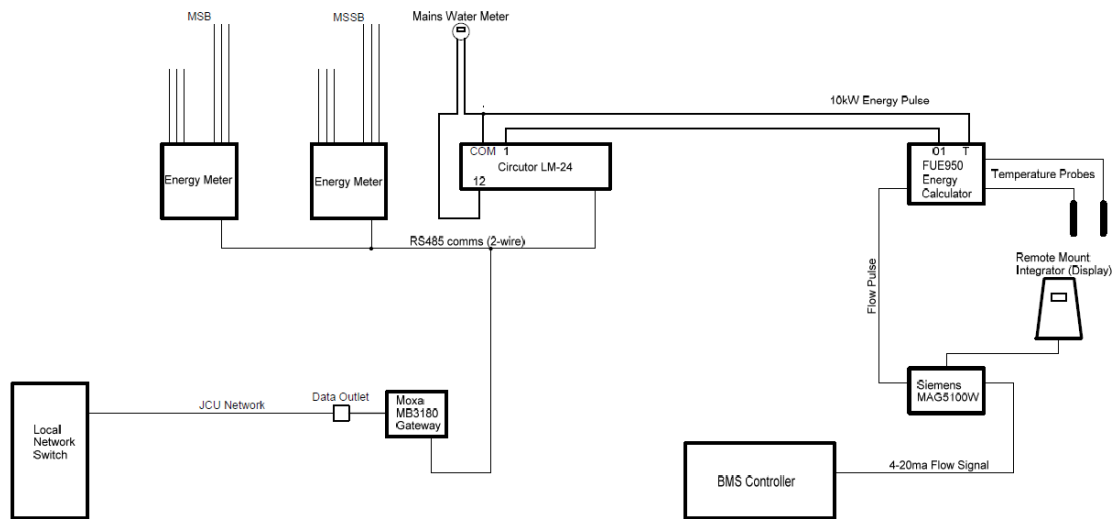 MSB
MSSB
Mains Water Meter
10kW Energy Pulse
COM 1
Circutor LM-24
12
Energy Meter
Energy Meter
O1 T
FUE950
Energy
Calculator
Temperature Probes
RS485 comms (2-wire)
Remote Mount
Integrator (Display)
Flow Pulse
Siemens
MAG5100W
JCU Network
Data Outlet
Moxa
MB3180
Gateway
Local
Network
Switch
4-20ma Flow Signal
BMS Controller